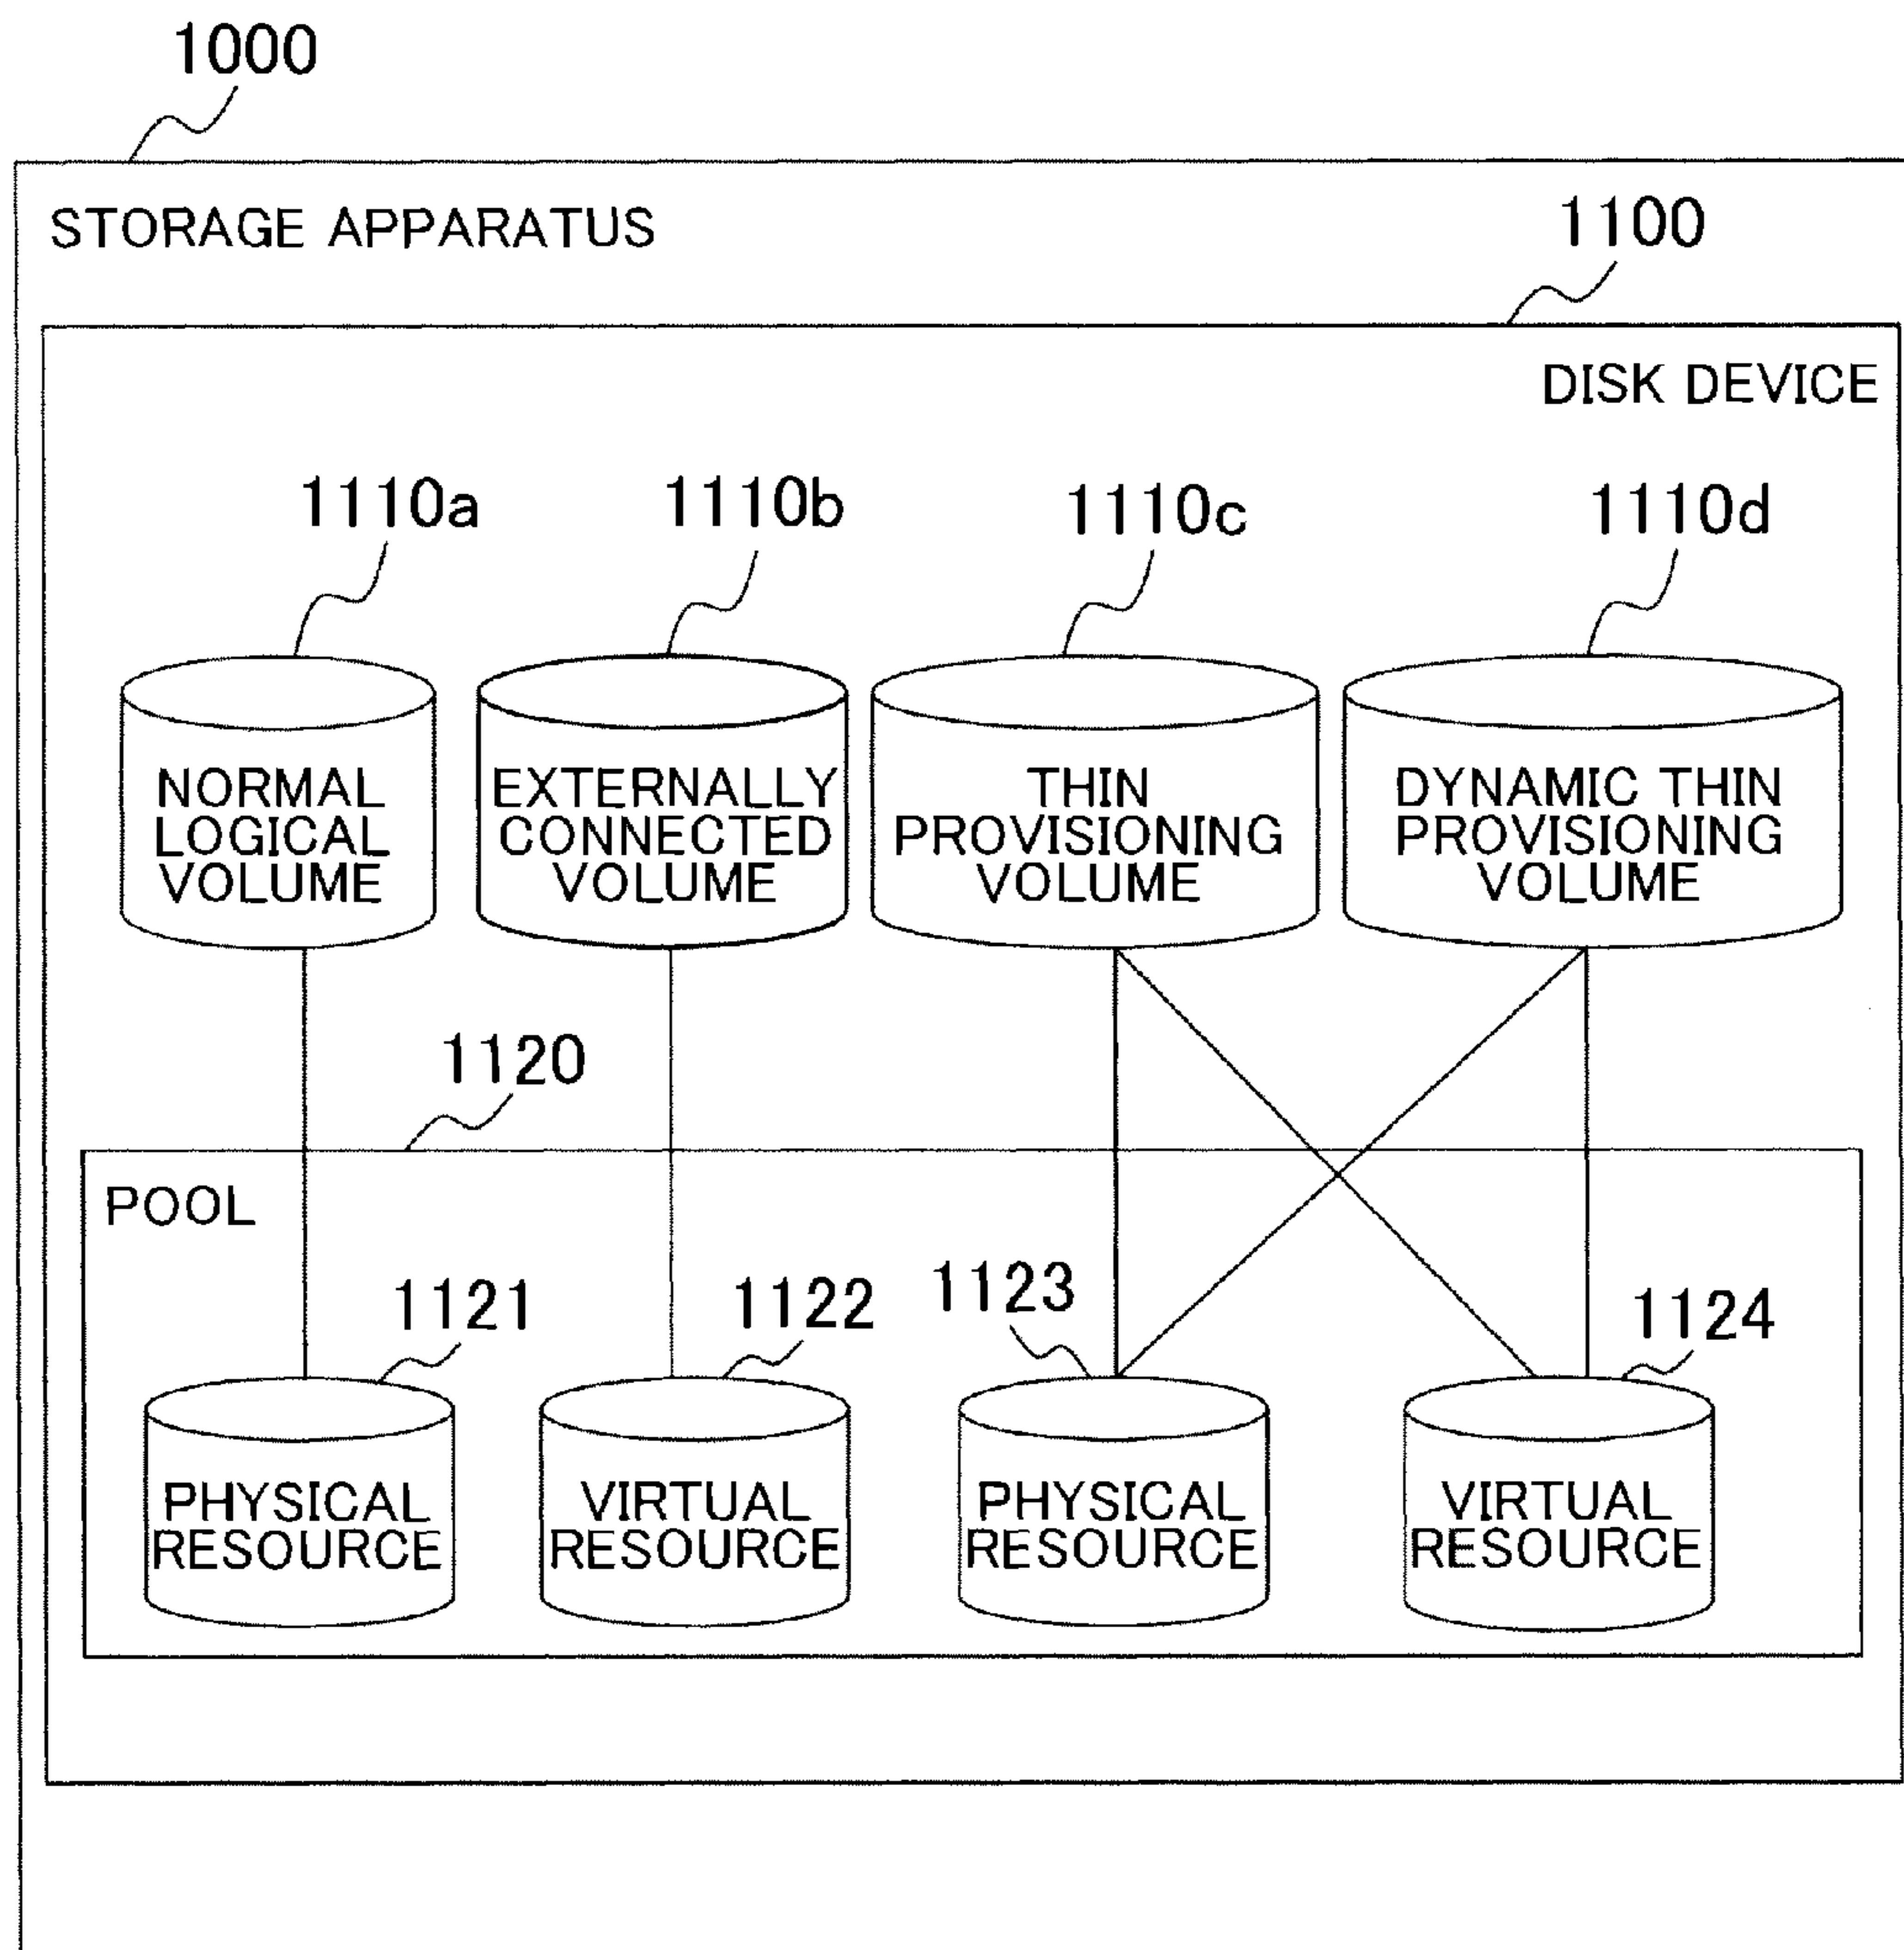 1000
STORAGE APPARATUS
1100
DISK DEVICE
1110a
1110b
1110c
1110d
NORMAL
LOGICAL
VOLUME
EXTERNALLY
CONNECTED
VOLUME
THIN
PROVISIONING
VOLUME
DYNAMIC THIN
PROVISIONING
VOLUME
1120
POOL
1121
1122
1123
1124
PHYSICAL
RESOURCE
VIRTUAL
RESOURCE
PHYSICAL
RESOURCE
VIRTUAL
RESOURCE